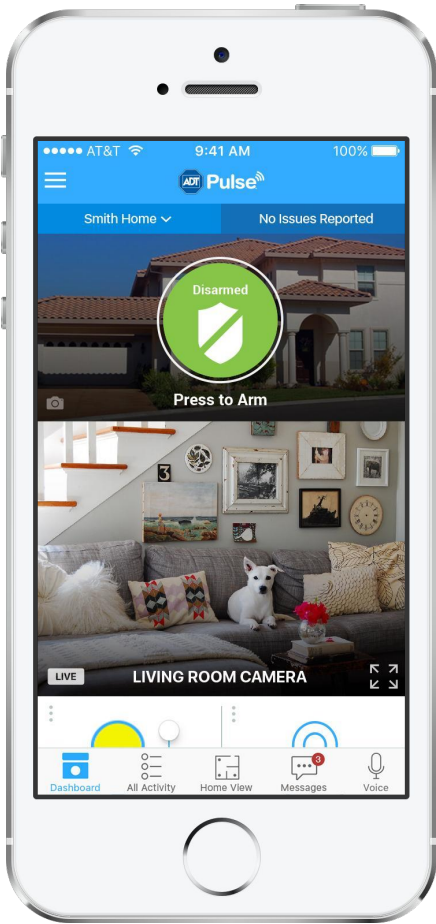 AT&T 9:41 AM 100%
ADT Pulse
Smith Home No Issues Reported
Disarmed
Press to Arm
3
LIVE LIVING ROOM CAMERA
3
Dashboard All Activity Home View Messages Voice